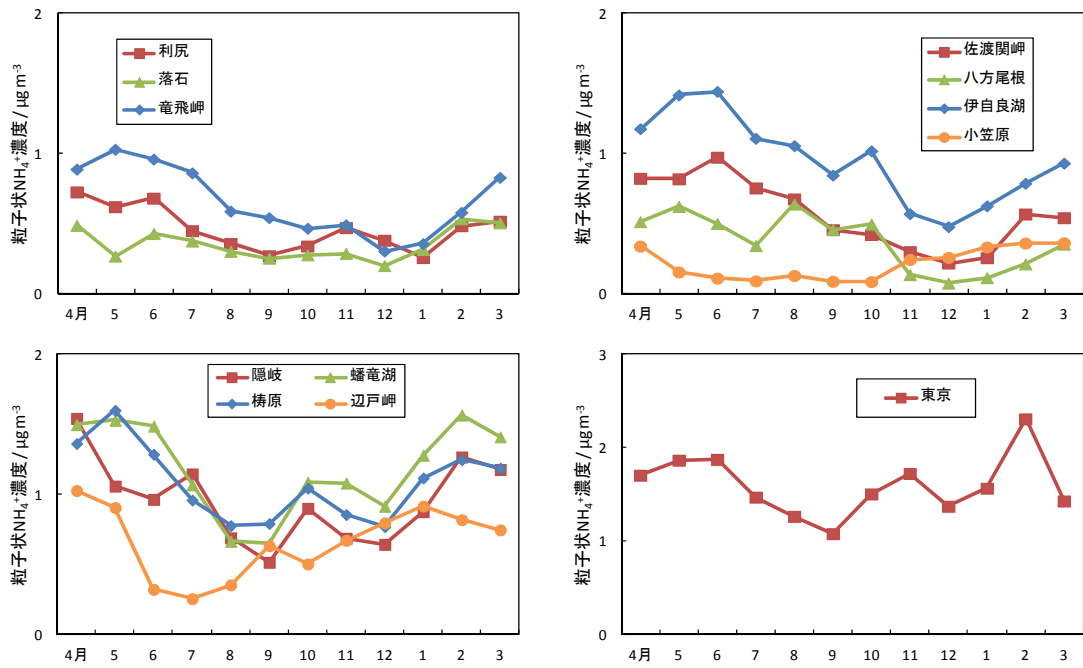 粒子状NH₄⁺濃度 / μg m⁻³
2
1
0
利尻
落石
竜飛岬
4月 5 6 7 8 9 10 11 12 1 2 3
粒子状NH₄⁺濃度 / μg m⁻³
2
1
0
佐渡関岬
八方尾根
伊自良湖
小笠原
4月 5 6 7 8 9 10 11 12 1 2 3
粒子状NH₄⁺濃度 / μg m⁻³
2
1
0
隠岐 蟠竜湖
梼原 辺戸岬
4月 5 6 7 8 9 10 11 12 1 2 3
粒子状NH₄⁺濃度 / μg m⁻³
3
2
1
0
東京
4月 5 6 7 8 9 10 11 12 1 2 3